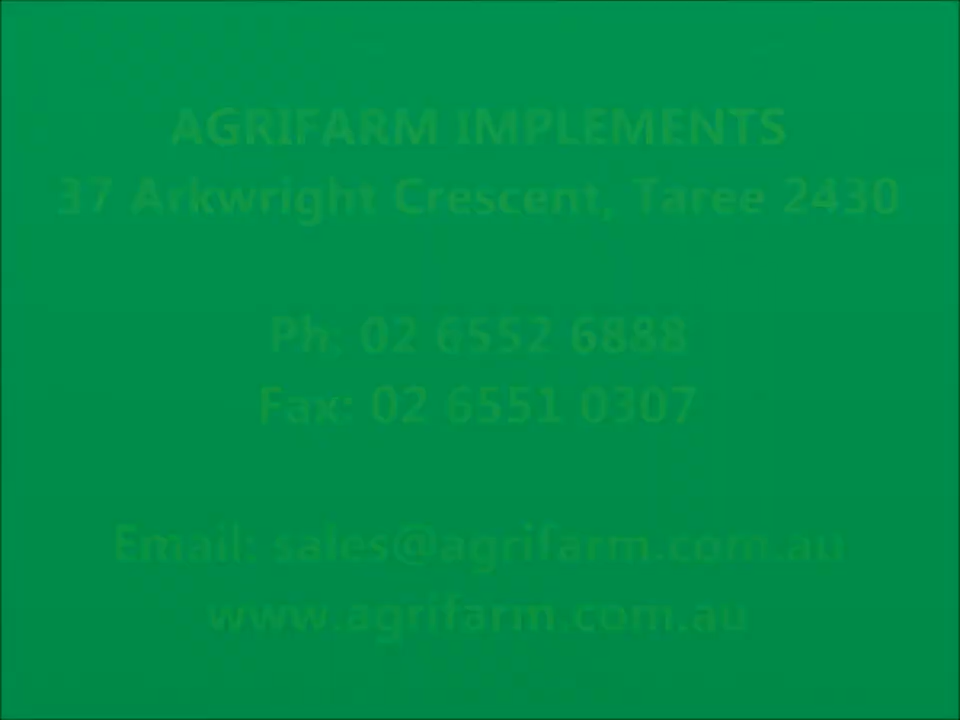 AGRIFARM IMPLEMENTS
37 Arkwright Crescent, Taree 2430
Ph: 02 6552 6888
Fax: 02 6551 0307
Email: sales@agrifarm.com.au
www.agrifarm.com.au